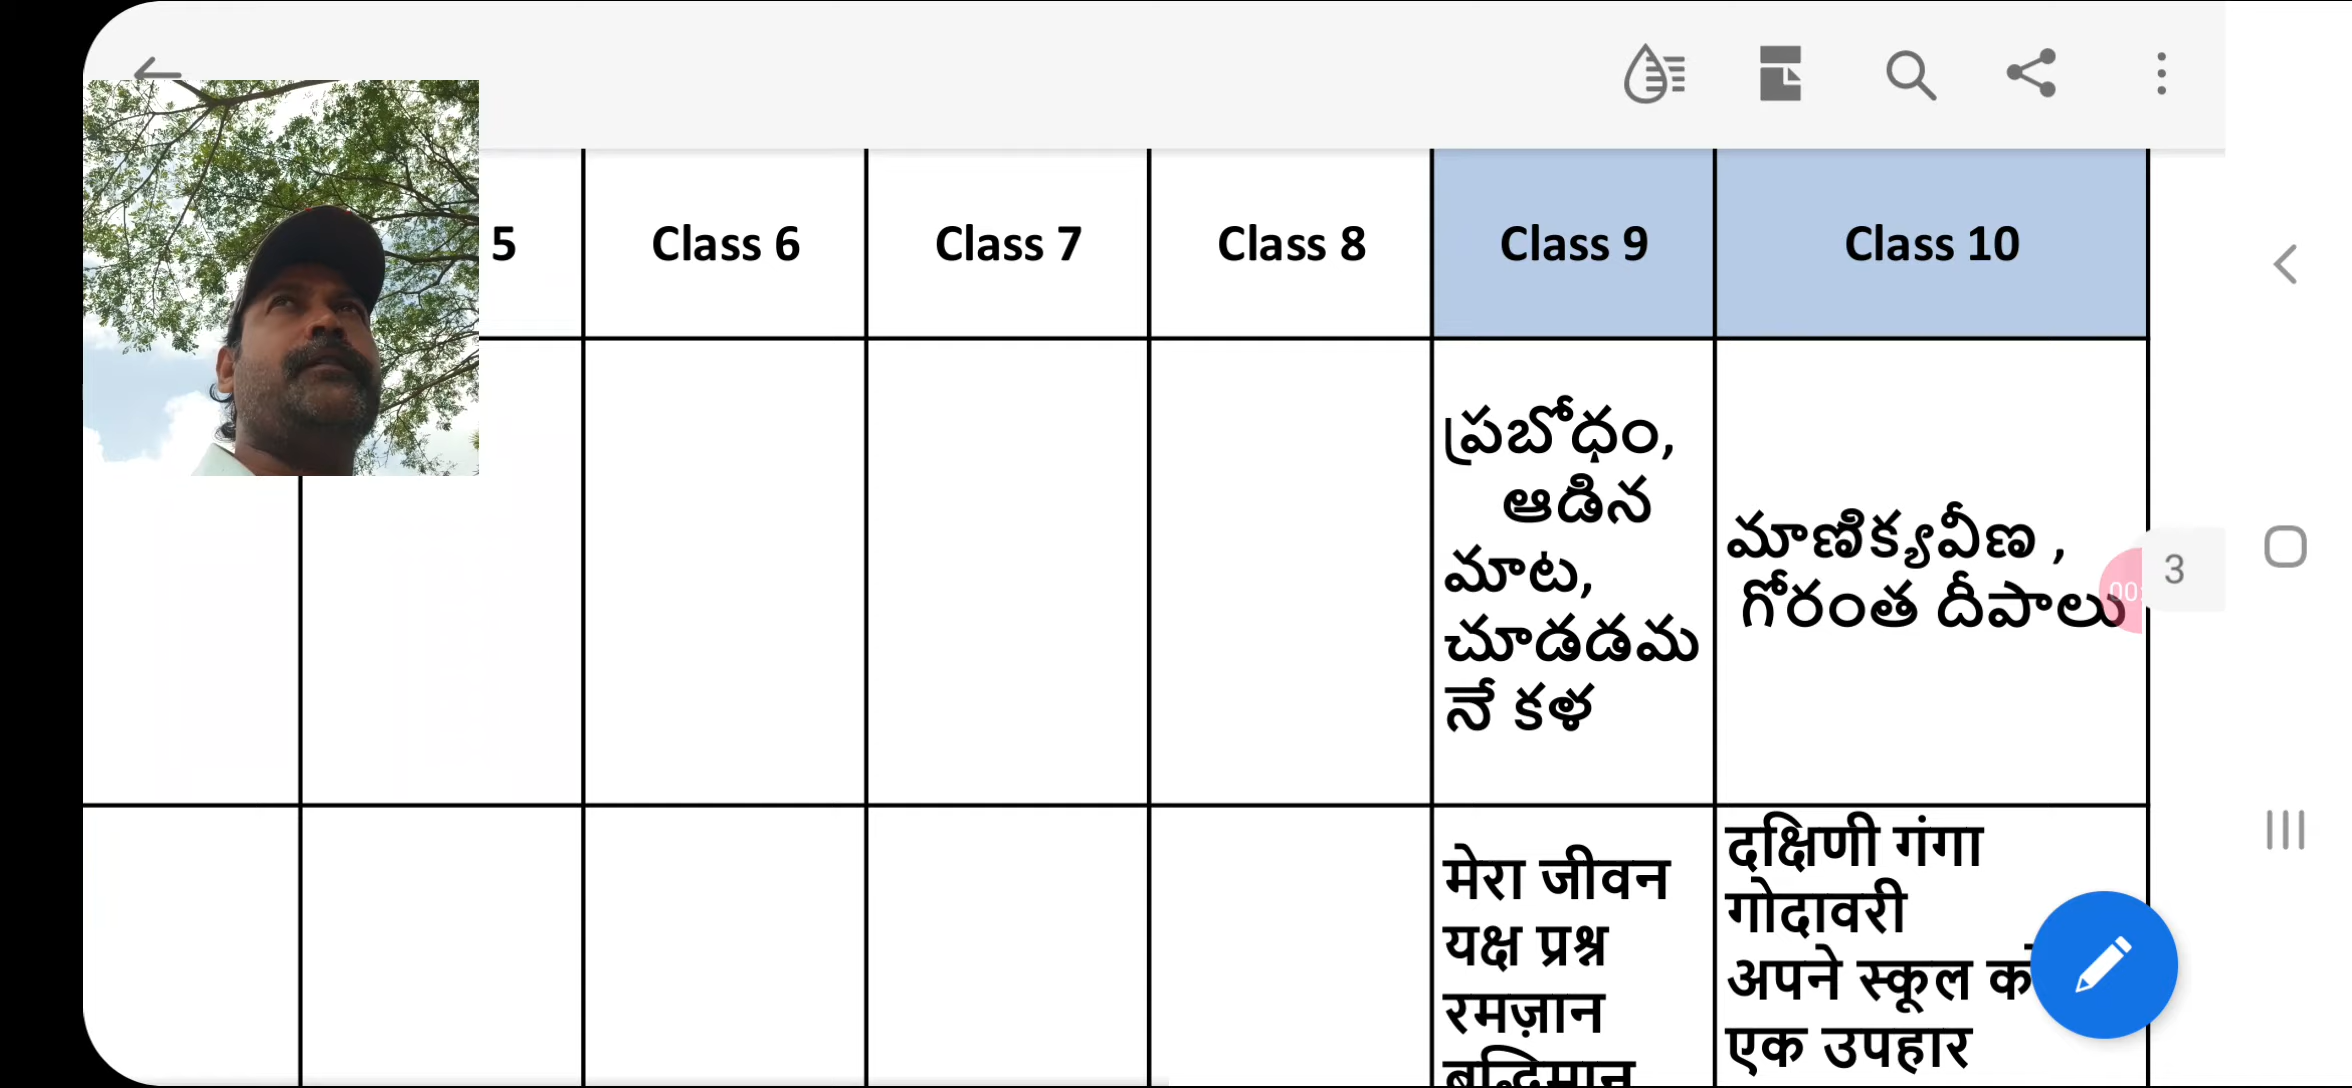 5
Class 6
Class 7
Class 8
Class 9
Class 10
ప్రబోధం,
ఆడిన
మాట,
చూడడమ
నే కళ
మాణిక్యవీణ ,
గోరంత దీపాలు
00:
3
मेरा जीवन
यक्ष प्रश्न
रमज़ान
बुद्धिमान
दक्षिणी गंगा
गोदावरी
अपने स्कूल को
एक उपहार